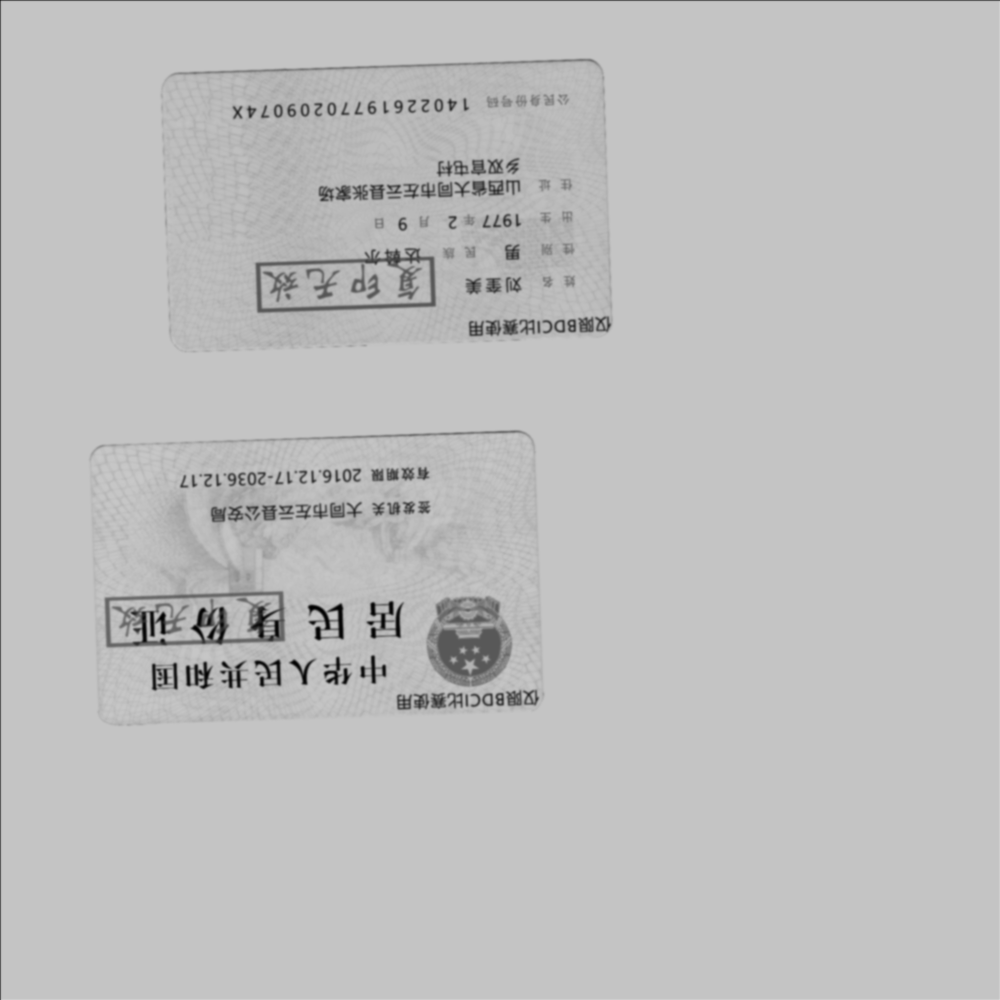 仅限BDCI比赛使用
中华人民共和国
居民身份证
复印无效
签发机关 大同市左云县公安局
有效期限 2016.12.17-2036.12.17
仅限BDCI比赛使用
姓名 刘奎美
复印无效
性别 男 民族 达斡尔
出生 1977 年 2 月 9 日
住址 山西省大同市左云县张家场
乡双官屯村
公民身份号码 14022619770209074X